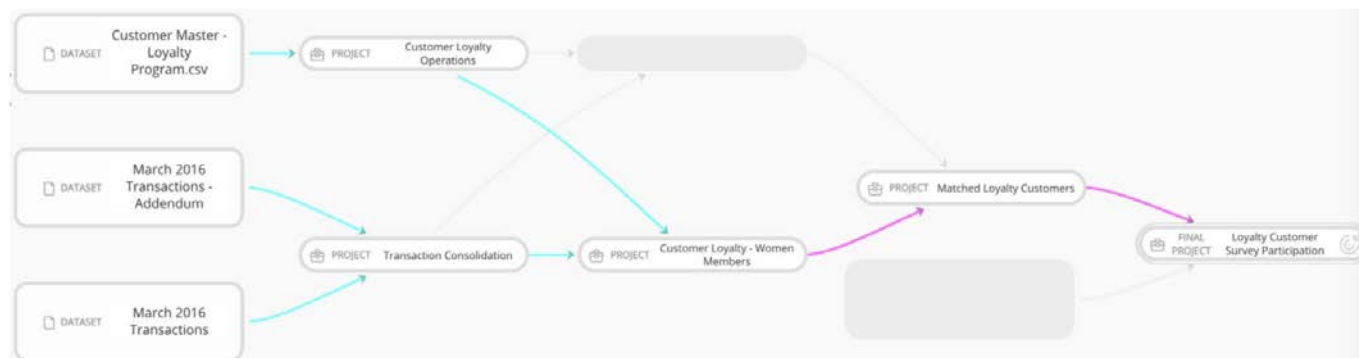 DATASET
Customer Master -
Loyalty
Program.csv
PROJECT
Customer Loyalty
Operations
DATASET
March 2016
Transactions -
Addendum
PROJECT
Matched Loyalty Customers
PROJECT
Transaction Consolidation
PROJECT
Customer Loyalty - Women
Members
FINAL
PROJECT
Loyalty Customer
Survey Participation
DATASET
March 2016
Transactions